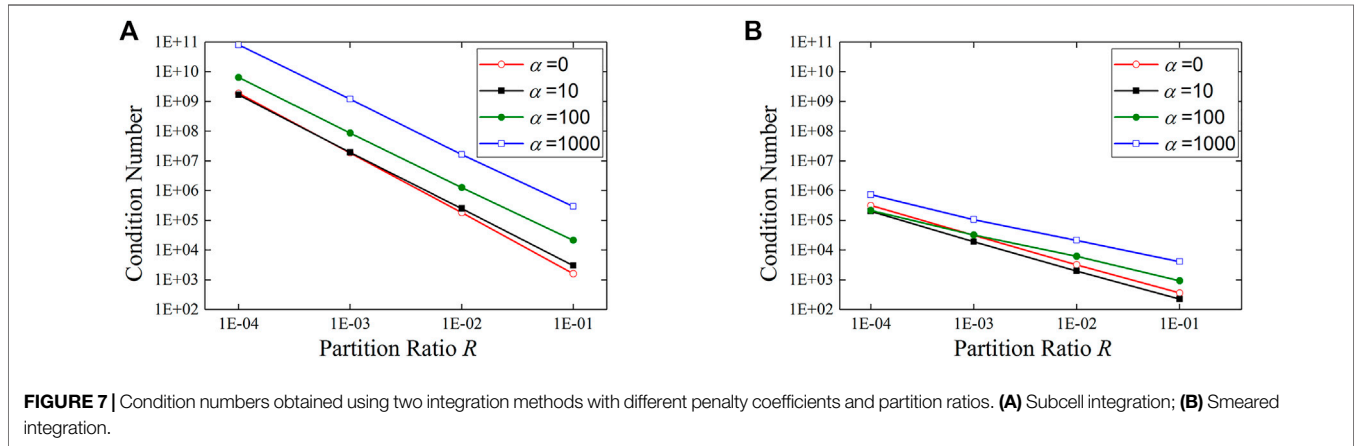 A
1E+11
1E+10
1E+09
1E+08
1E+07
1E+06
1E+05
1E+04
1E+03
1E+02
Condition Number
α =0
α =10
α =100
α =1000
1E-04 1E-03 1E-02 1E-01
Partition Ratio R
B
1E+11
1E+10
1E+09
1E+08
1E+07
1E+06
1E+05
1E+04
1E+03
1E+02
Condition Number
α =0
α =10
α =100
α =1000
1E-04 1E-03 1E-02 1E-01
Partition Ratio R
FIGURE 7 | Condition numbers obtained using two integration methods with different penalty coefficients and partition ratios. (A) Subcell integration; (B) Smeared
integration.